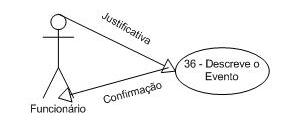 Justificativa
36 - Descreve o
Evento
Confirmação
Funcionário